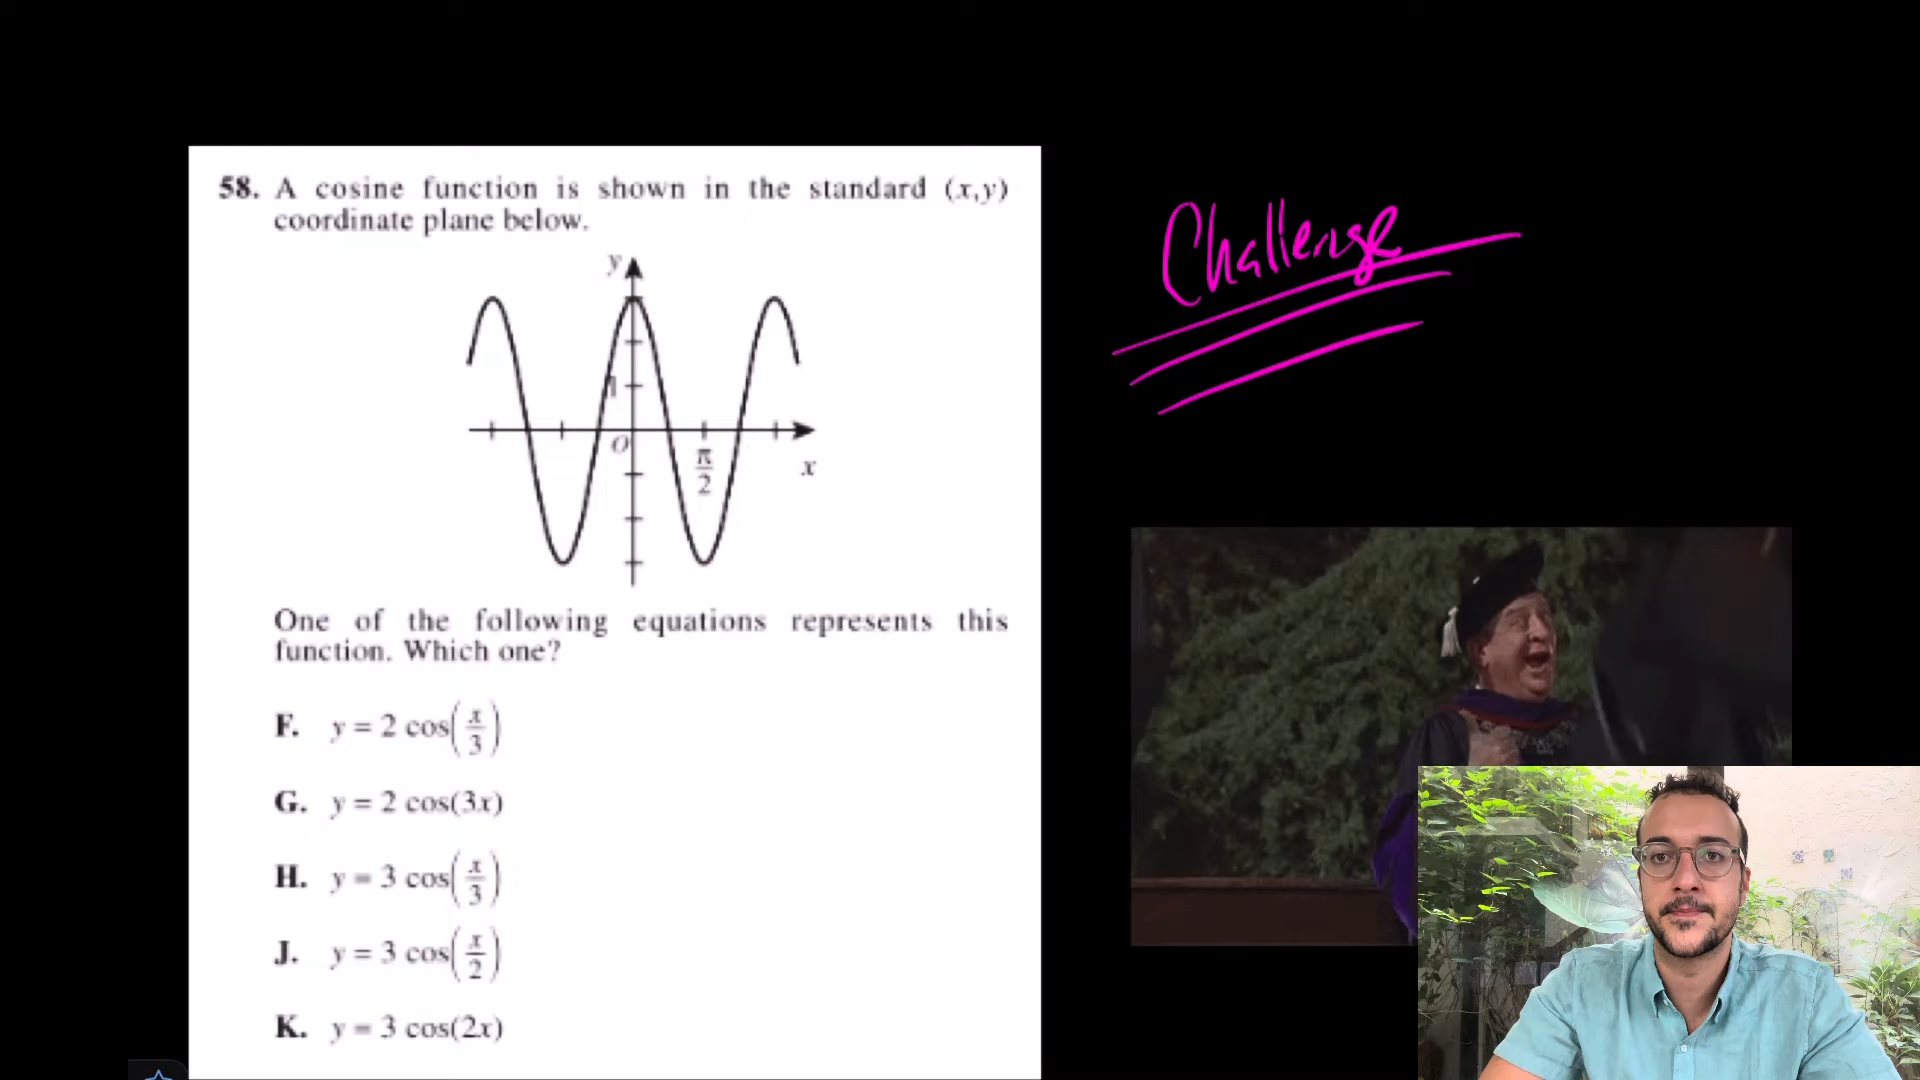 58. A cosine function is shown in the standard (x,y)
coordinate plane below.
y
1
O
π
2
x
One of the following equations represents this
function. Which one?
F. y = 2 cos(x/3)
G. y = 2 cos(3x)
H. y = 3 cos(x/3)
J. y = 3 cos(x/2)
K. y = 3 cos(2x)
Challenge